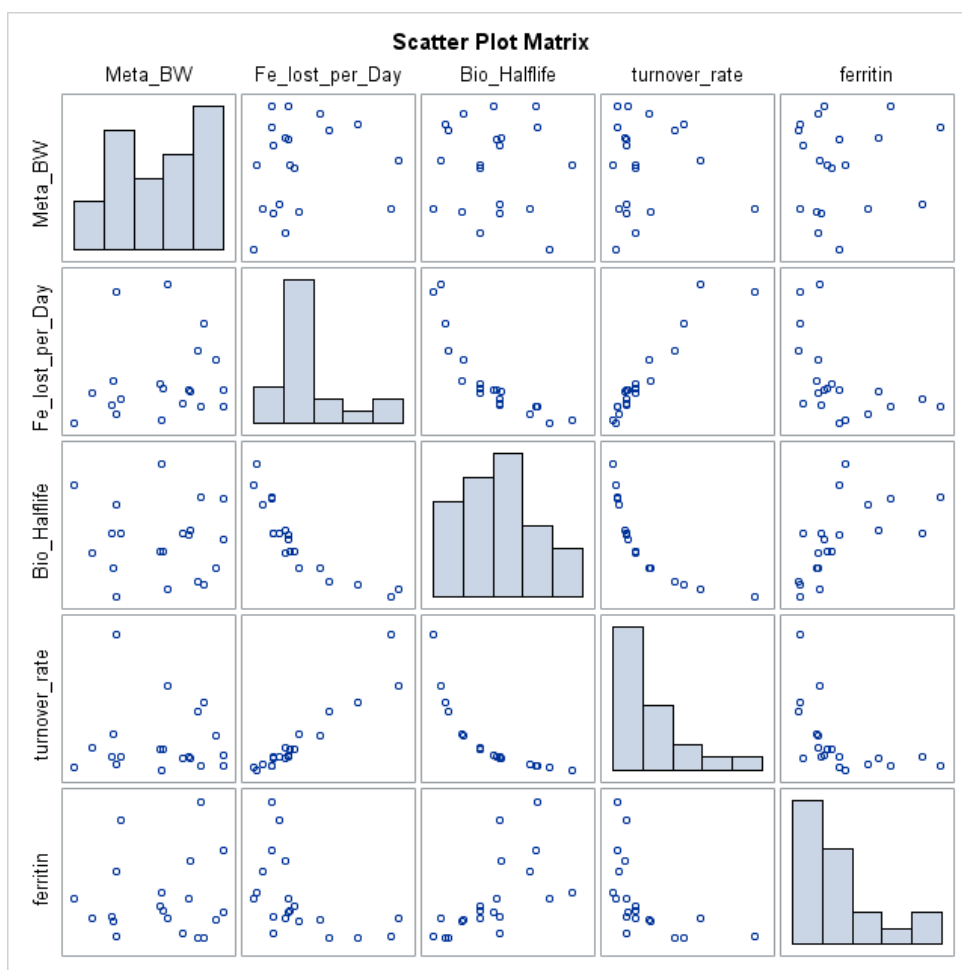 Scatter Plot Matrix
Meta_BW Fe_lost_per_Day Bio_Halflife turnover_rate ferritin
Meta_BW
Fe_lost_per_Day
Bio_Halflife
turnover_rate
ferritin